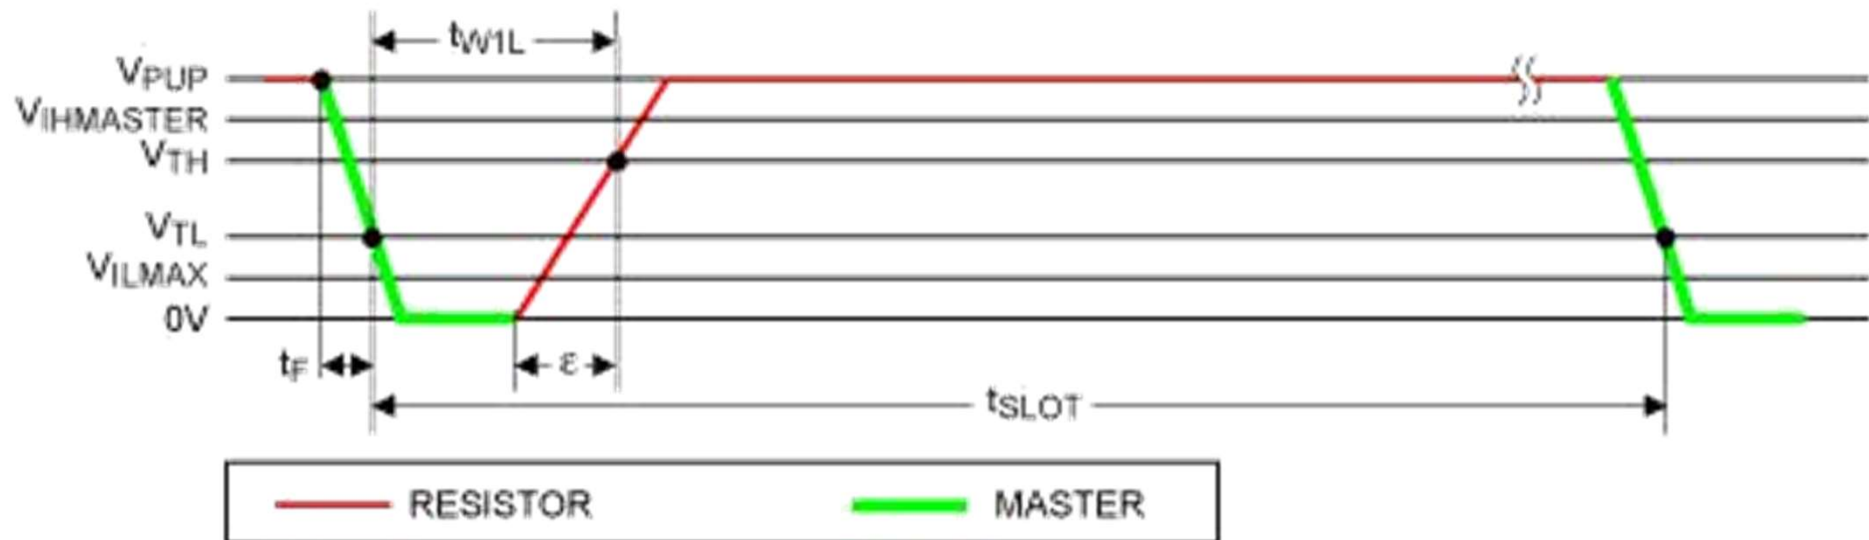 tW1L
VPUP
VIHMASTER
VTH
VTL
VILMAX
0V
tF ε
tSLOT
RESISTOR MASTER